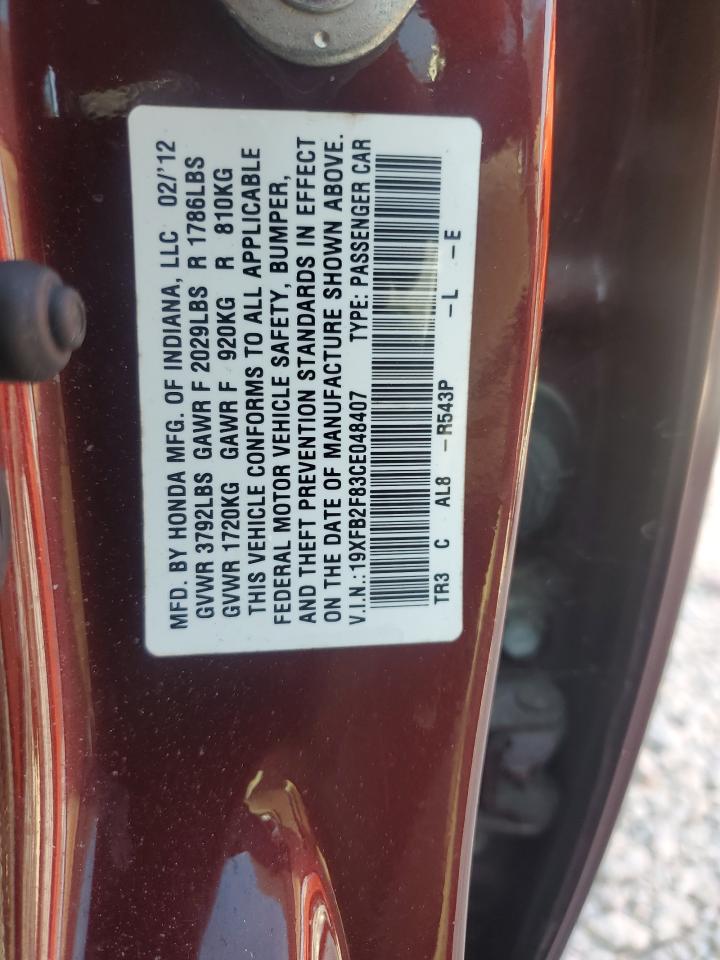 MFD. BY HONDA MFG. OF INDIANA, LLC 02/'12
GVWR 3792LBS GAWR F 2029LBS R 1786LBS
GVWR 1720KG GAWR F 920KG R 810KG
THIS VEHICLE CONFORMS TO ALL APPLICABLE
FEDERAL MOTOR VEHICLE SAFETY, BUMPER,
AND THEFT PREVENTION STANDARDS IN EFFECT
ON THE DATE OF MANUFACTURE SHOWN ABOVE.
V.I.N.: 19XFB2F83CE048407 TYPE: PASSENGER CAR
TR3 C AL8 -R543P -L -E